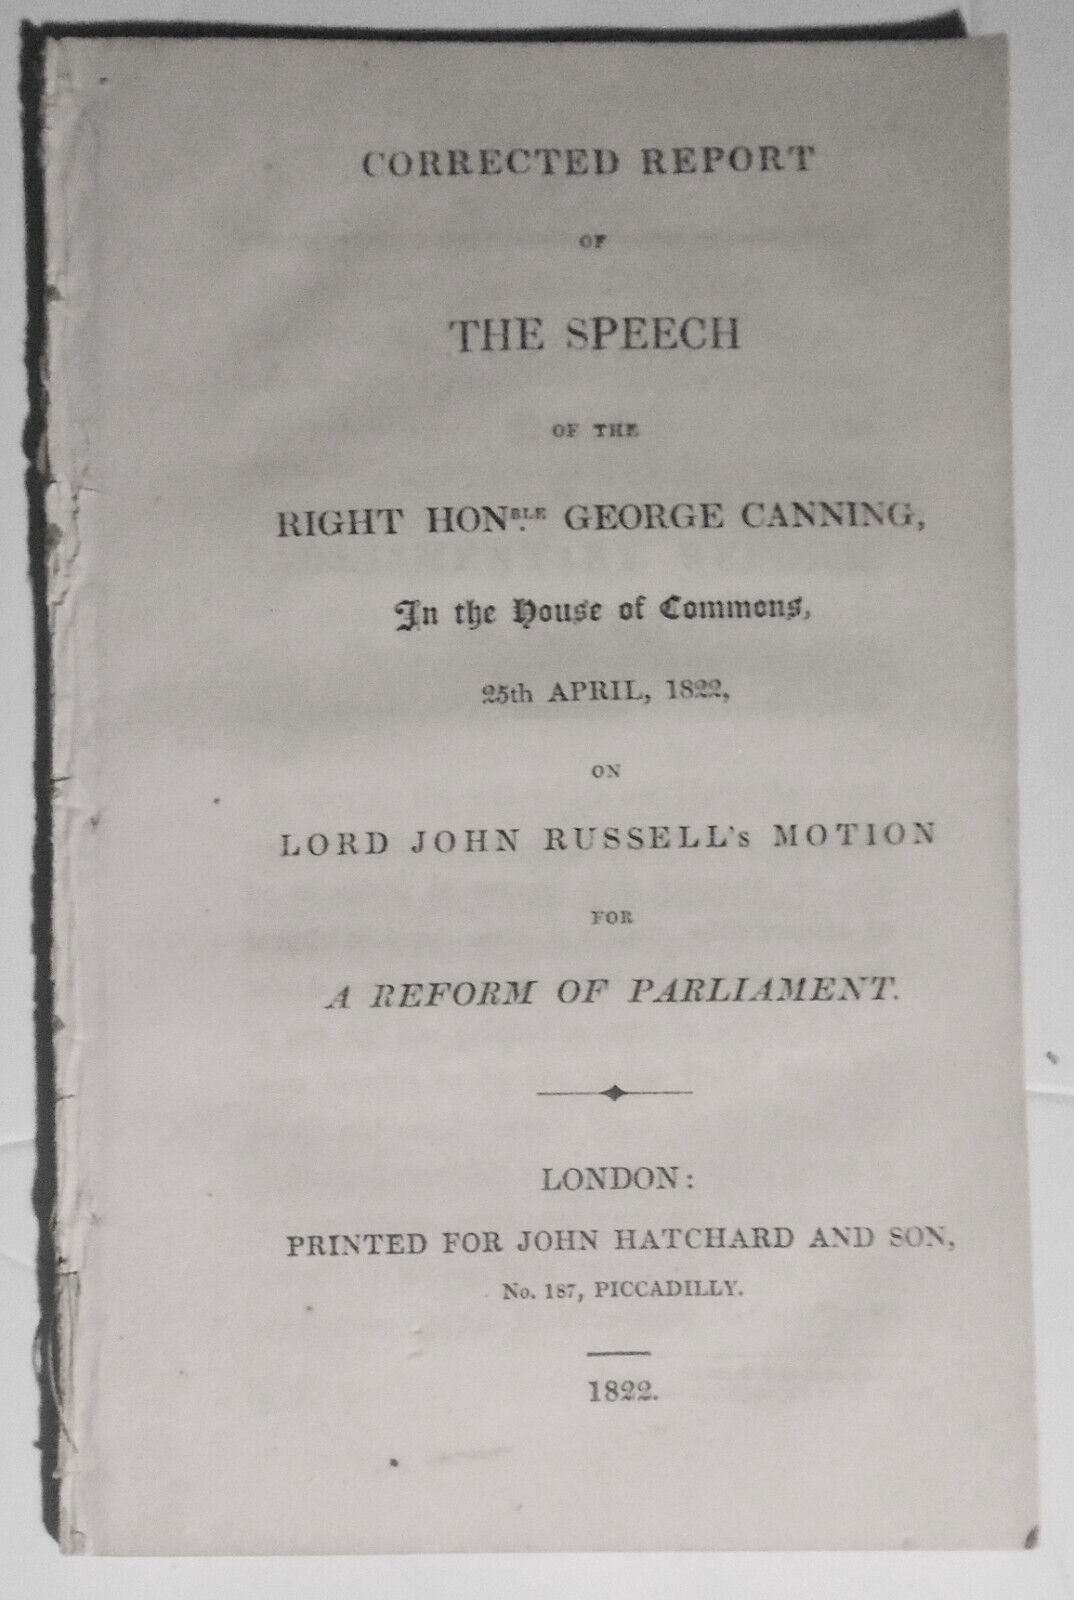 CORRECTED REPORT
OF
THE SPEECH
OF THE
RIGHT HON.BLE GEORGE CANNING,
In the House of Commons,
25th APRIL, 1822,
ON
LORD JOHN RUSSELL's MOTION
FOR
A REFORM OF PARLIAMENT.
LONDON:
PRINTED FOR JOHN HATCHARD AND SON,
No. 187, PICCADILLY.
1822.